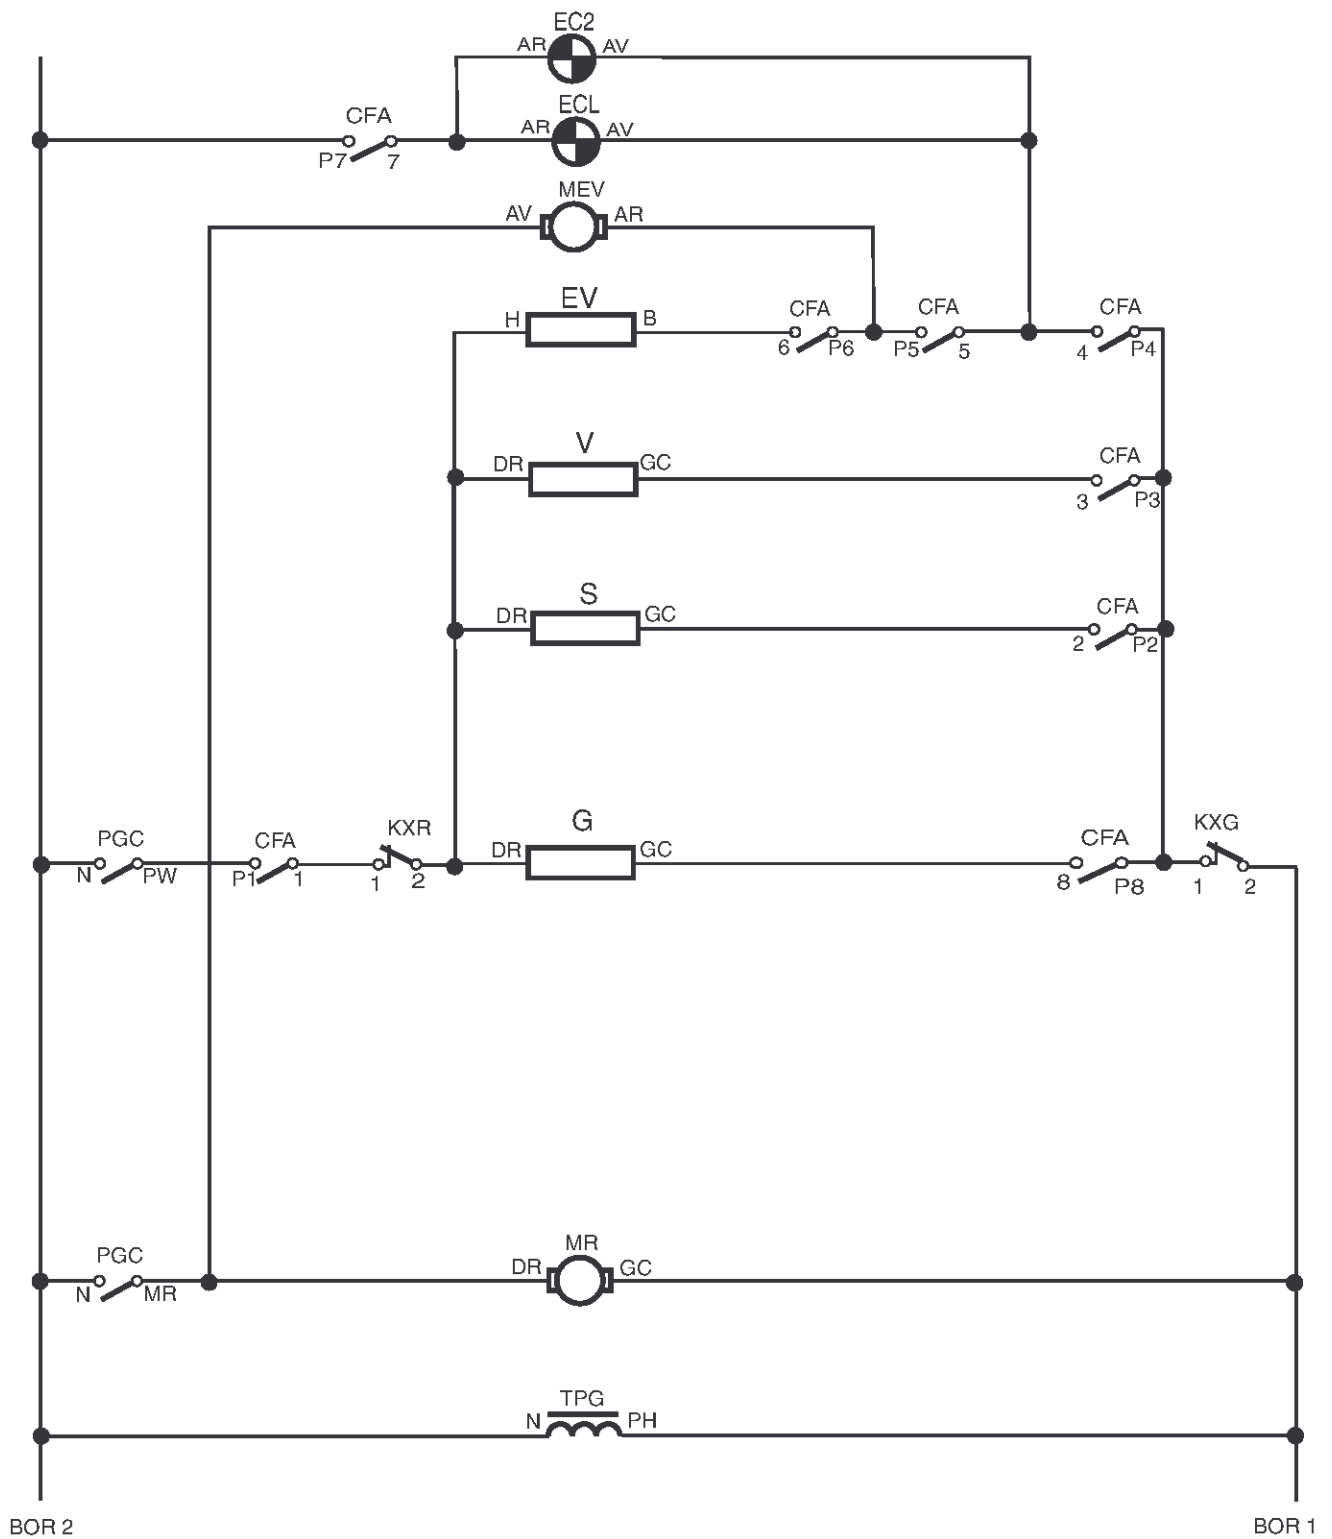 EC2
AR AV
ECL
CFA AR AV
P7 7
MEV
AV AR
EV
H B CFA CFA CFA
6 P6 P5 5 4 P4
V
DR GC CFA
3 P3
S
DR GC CFA
2 P2
G
PGC CFA KXR DR GC CFA KXG
N PW P1 1 1 2 8 P8 1 2
MR
PGC DR GC
N MR
TPG
N PH
BOR 2 BOR 1